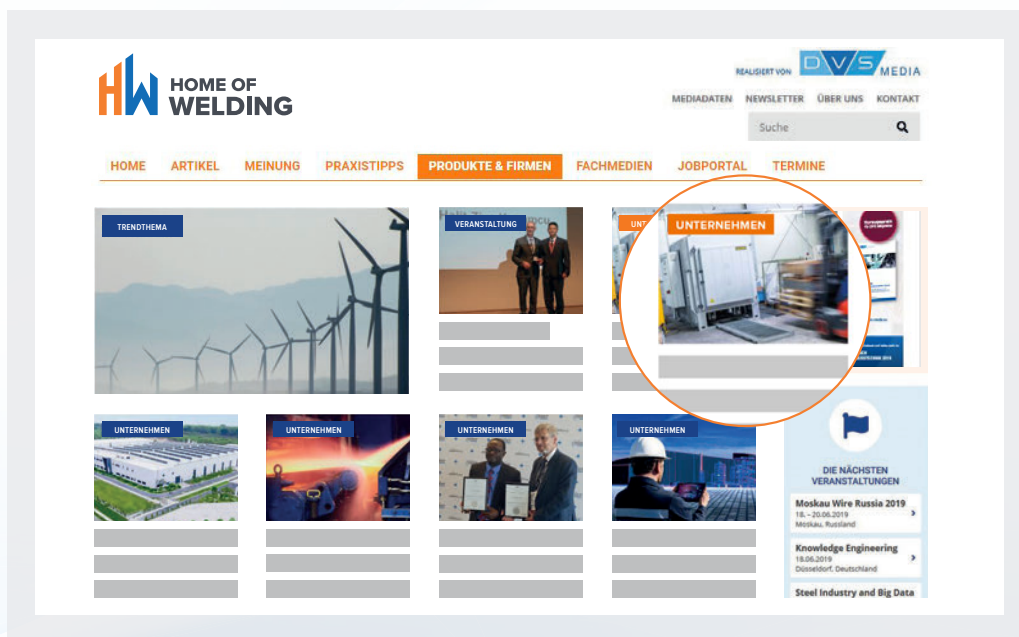 HOME OF
WELDING
REALISIERT VON DVS MEDIA
MEDIADATEN NEWSLETTER ÜBER UNS KONTAKT
Suche
HOME ARTIKEL MEINUNG PRAXISTIPPS PRODUKTE & FIRMEN FACHMEDIEN JOBPORTAL TERMINE
TRENDTHEMA
VERANSTALTUNG
UNT
UNTERNEHMEN
UNTERNEHMEN
UNTERNEHMEN
UNTERNEHMEN
UNTERNEHMEN
DIE NÄCHSTEN
VERANSTALTUNGEN
Moskau Wire Russia 2019
18. – 20.06.2019
Moskau, Russland
Knowledge Engineering
18.06.2019
Düsseldorf, Deutschland
Steel Industry and Big Data